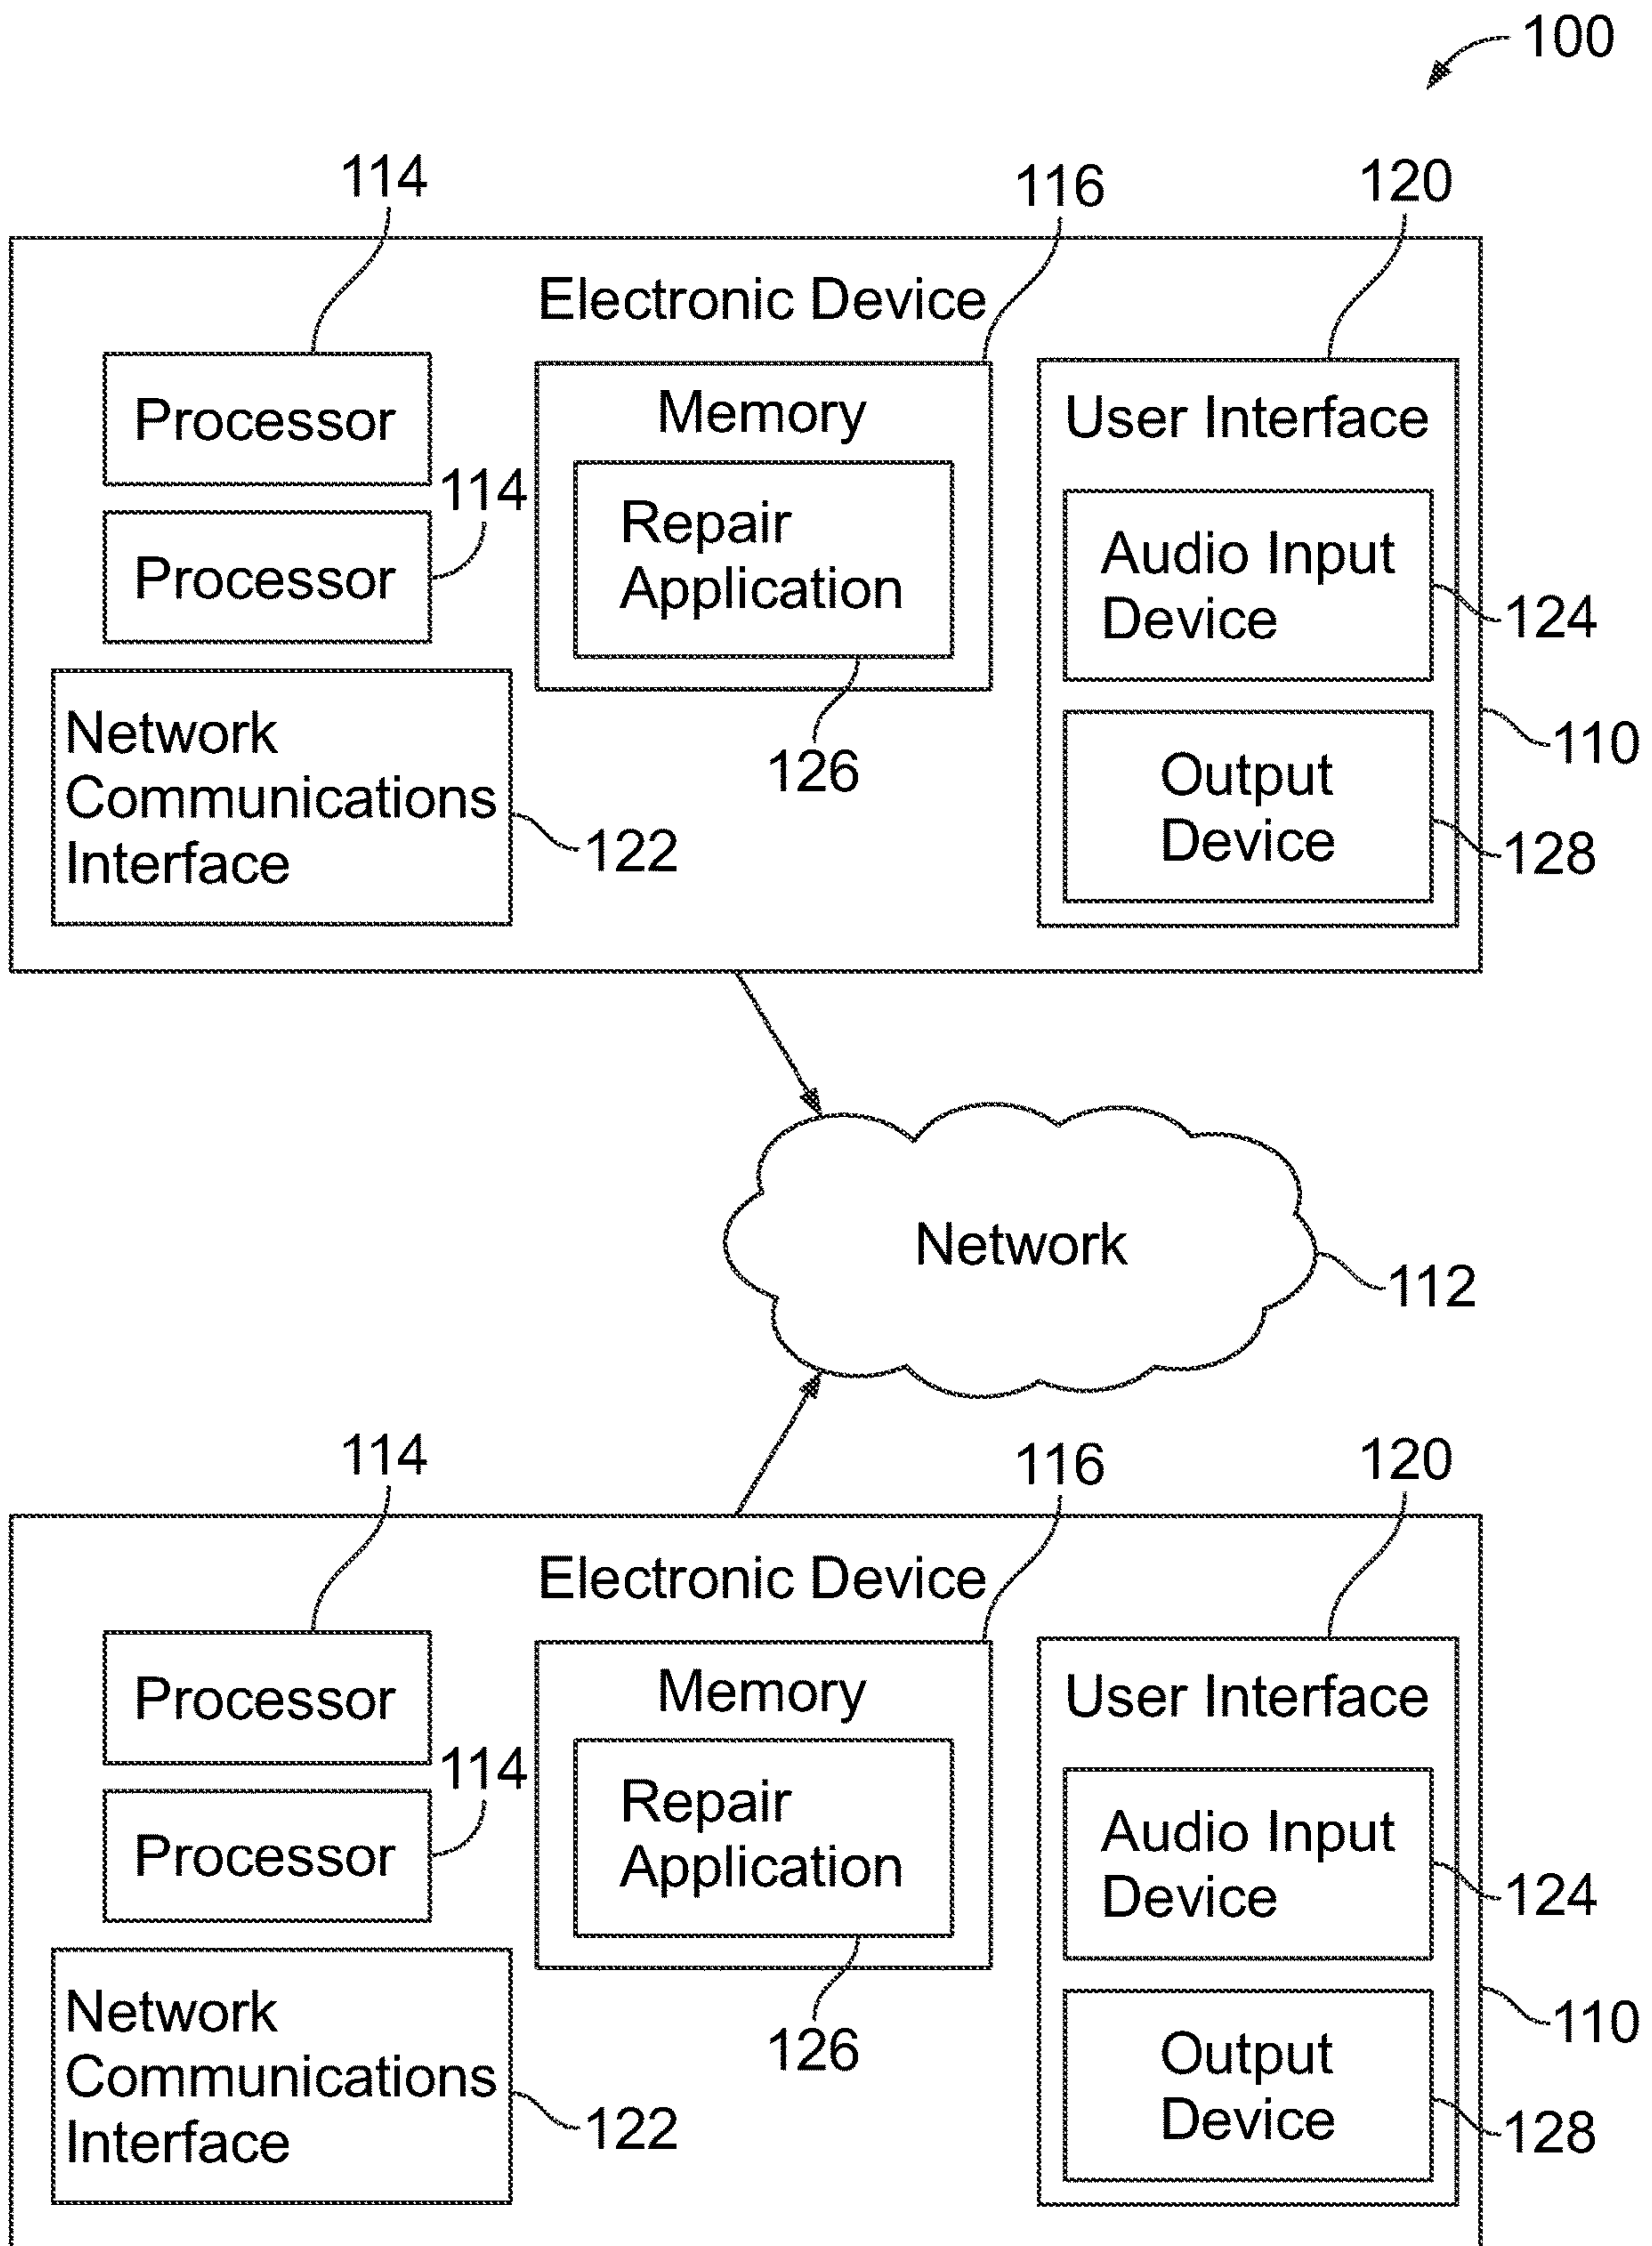 100
114
116
120
Electronic Device
Processor
Memory
User Interface
114
Processor
Repair
Application
Audio Input
Device
124
Network
Communications
Interface
122
126
110
Output
Device
128
Network
112
114
116
120
Electronic Device
Processor
Memory
User Interface
114
Processor
Repair
Application
Audio Input
Device
124
Network
Communications
Interface
122
126
110
Output
Device
128